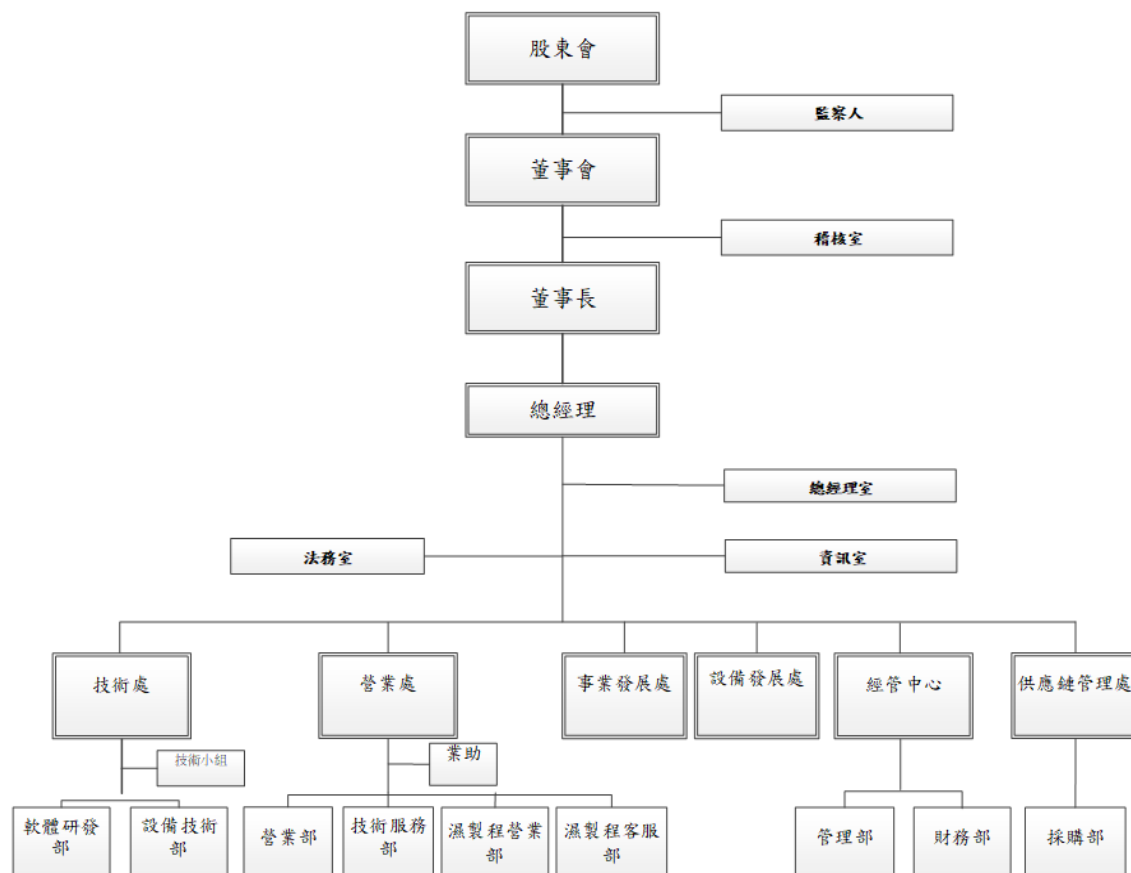 股東會
監察人
董事會
稽核室
董事長
總經理
總經理室
法務室
資訊室
技術處
營業處
事業發展處
設備發展處
經管中心
供應鏈管理處
技術小組
業助
軟體研發
部
設備技術
部
營業部
技術服務
部
濕製程營業
部
濕製程客服
部
管理部
財務部
採購部